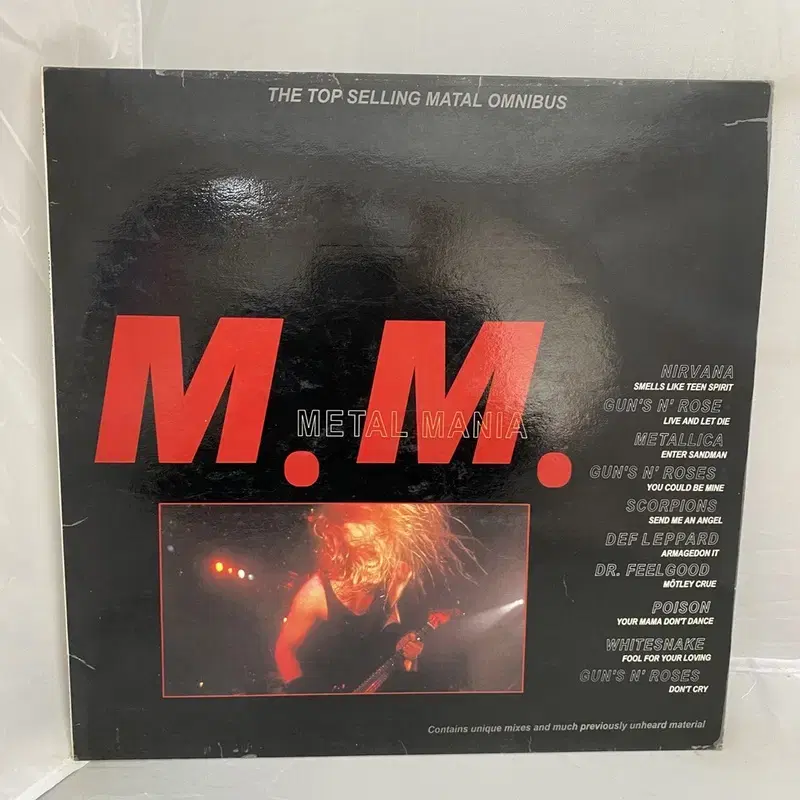 THE TOP SELLING MATAL OMNIBUS
M.M.
METAL MANIA
NIRVANA
SMELLS LIKE TEEN SPIRIT
GUN'S N' ROSE
LIVE AND LET DIE
METALLICA
ENTER SANDMAN
GUN'S N' ROSES
YOU COULD BE MINE
SCORPIONS
SEND ME AN ANGEL
DEF LEPPARD
ARMAGEDON IT
DR. FEELGOOD
MÖTLEY CRUE
POISON
YOUR MAMA DON'T DANCE
WHITESNAKE
FOOL FOR YOUR LOVING
GUN'S N' ROSES
DON'T CRY
Contains unique mixes and much previously unheard material